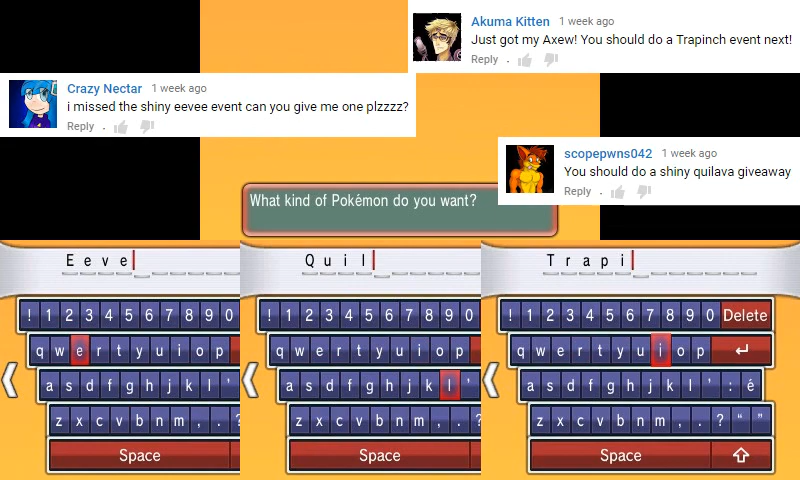 Akuma Kitten 1 week ago
Just got my Axew! You should do a Trapinch event next!
Reply .
Crazy Nectar 1 week ago
i missed the shiny eevee event can you give me one plzzzz?
Reply .
scopepwns042 1 week ago
You should do a shiny quilava giveaway
Reply .
What kind of Pokémon do you want?
E e v e
! 1 2 3 4 5 6 7 8 9 0
q w e r t y u i o p
a s d f g h j k l ’
z x c v b n m , . ?
Space
Q u i l
! 1 2 3 4 5 6 7 8 9 0
q w e r t y u i o p
a s d f g h j k l ’
z x c v b n m , . ?
Space
T r a p i
! 1 2 3 4 5 6 7 8 9 0 Delete
q w e r t y u i o p ↵
a s d f g h j k l ’ : é
z x c v b n m , . ? “ ”
Space